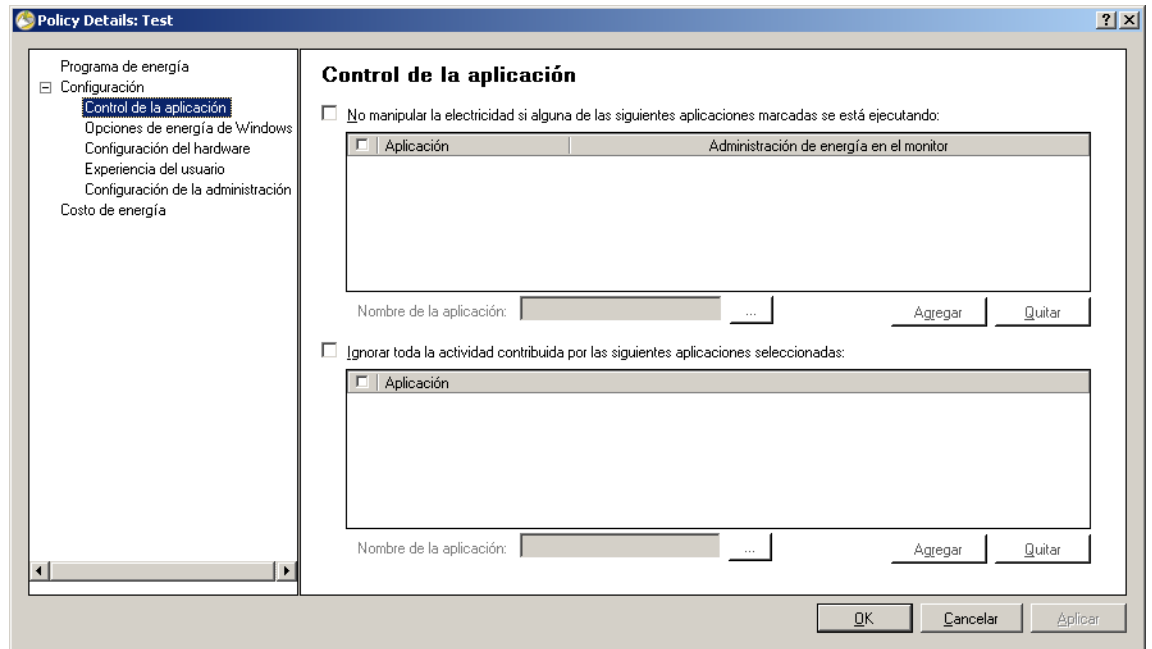 Policy Details: Test
Programa de energía
Configuración
Control de la aplicación
Opciones de energía de Windows
Configuración del hardware
Experiencia del usuario
Configuración de la administración
Costo de energía
Control de la aplicación
No manipular la electricidad si alguna de las siguientes aplicaciones marcadas se está ejecutando:
Aplicación Administración de energía en el monitor
Nombre de la aplicación: ... Agregar Quitar
Ignorar toda la actividad contribuida por las siguientes aplicaciones seleccionadas:
Aplicación
Nombre de la aplicación: ... Agregar Quitar
OK Cancelar Aplicar